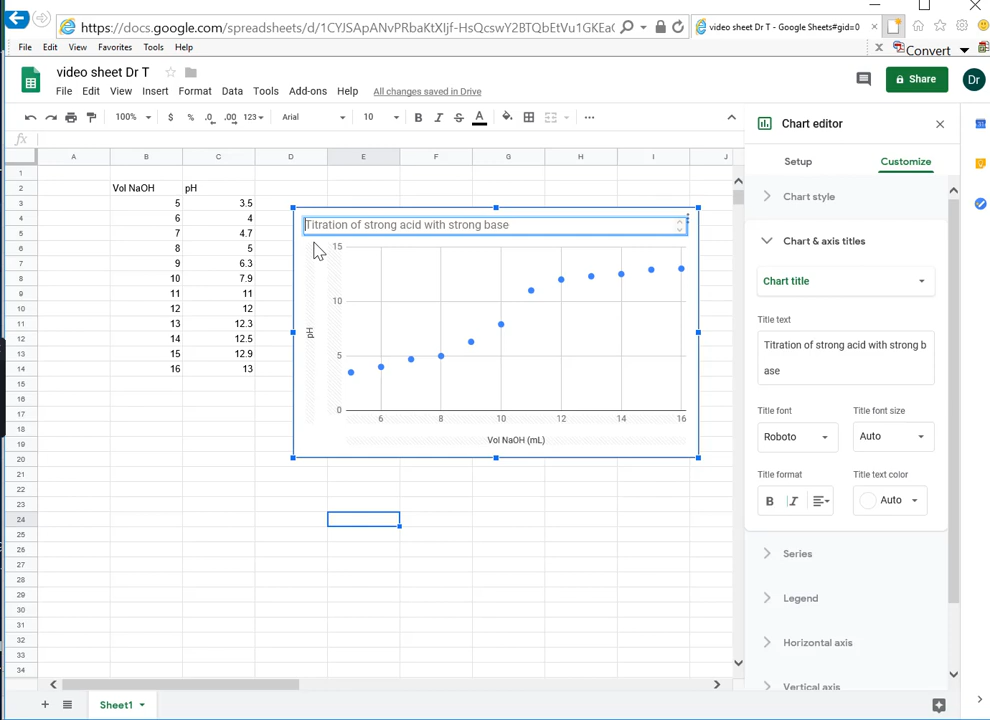 https://docs.google.com/spreadsheets/d/1CYJSApANvPRbaKtXIjf-HsQcswY2BTQbEtVu1GKEaC
video sheet Dr T - Google Sheets#gid=0
File Edit View Favorites Tools Help
Convert
video sheet Dr T
File Edit View Insert Format Data Tools Add-ons Help All changes saved in Drive
Share
Dr
100% $ % .0 .00 123 Arial 10 B I S A
fx
A B C D E F G H I J
1
2 Vol NaOH pH
3 5 3.5
4 6 4
5 7 4.7
6 8 5
7 9 6.3
8 10 7.9
9 11 11
10 12 12
11 13 12.3
12 14 12.5
13 15 12.9
14 16 13
15
16
17
18
19
20
21
22
23
24
25
26
27
28
29
30
31
32
33
34
Titration of strong acid with strong base
15
10
5
0
pH
6 8 10 12 14 16
Vol NaOH (mL)
Chart editor
Setup Customize
Chart style
Chart & axis titles
Chart title
Title text
Titration of strong acid with strong b
ase
Title font Title font size
Roboto Auto
Title format Title text color
B I Auto
Series
Legend
Horizontal axis
Vertical axis
Sheet1